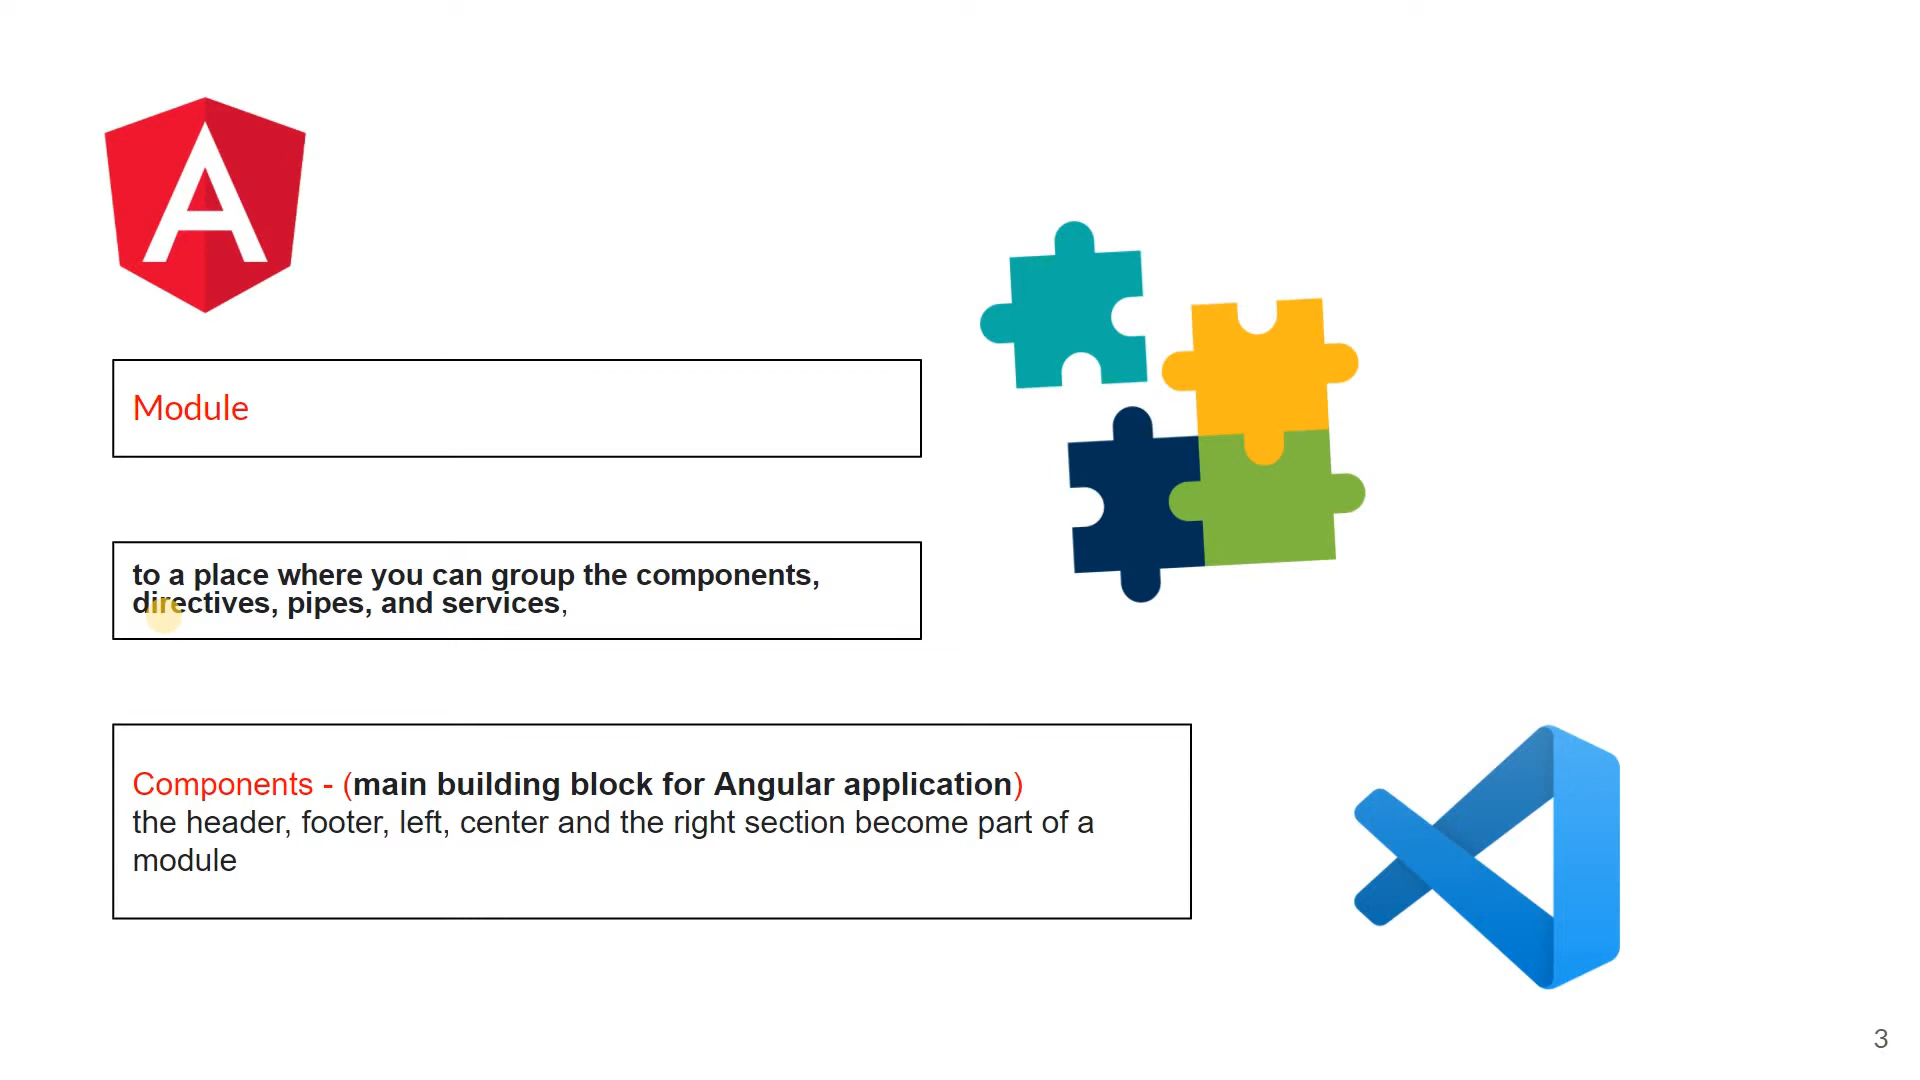 A
Module
to a place where you can group the components,
directives, pipes, and services,
Components - (main building block for Angular application)
the header, footer, left, center and the right section become part of a
module
3